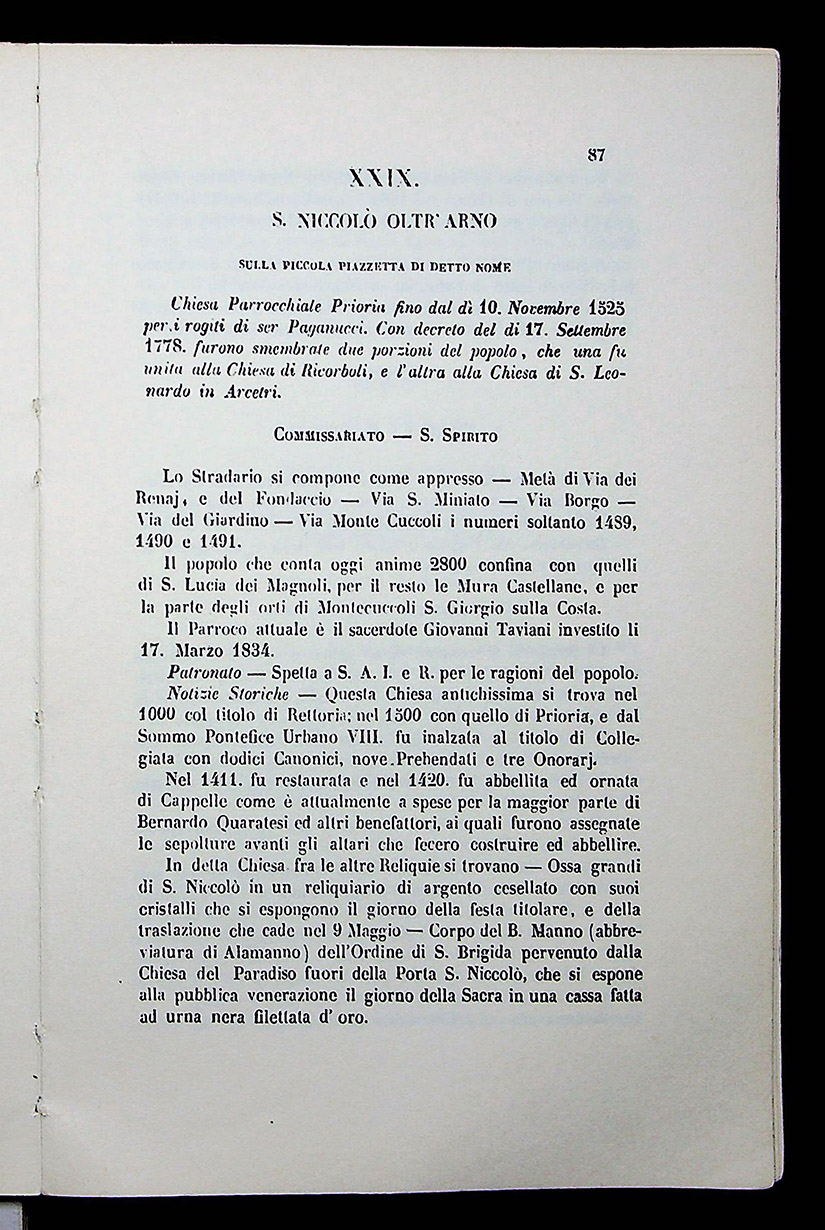 87
XXIX.
S. NICCOLÒ OLTR' ARNO
SULLA PICCOLA PIAZZETTA DI DETTO NOME
Chiesa Parrocchiale Prioria fino dal dì 10. Novembre 1525
per i rogiti di ser Paganucci. Con decreto del di 17. Settembre
1778. furono smembrate due porzioni del popolo, che una fu
unita alla Chiesa di Ricorboli, e l'altra alla Chiesa di S. Leo-
nardo in Arcetri.
COMMISSARIATO — S. SPIRITO
Lo Stradario si compone come appresso — Metà di Via dei
Renaj, e del Fondaccio — Via S. Miniato — Via Borgo —
Via del Giardino — Via Monte Cuccoli i numeri soltanto 1489,
1490 e 1491.
Il popolo che conta oggi anime 2800 confina con quelli
di S. Lucia dei Magnoli, per il resto le Mura Castellane, e per
la parte degli orti di Montecuccoli S. Giorgio sulla Costa.
Il Parroco attuale è il sacerdote Giovanni Taviani investito li
17. Marzo 1834.
Patronato — Spetta a S. A. I. e R. per le ragioni del popolo.
Notizie Storiche — Questa Chiesa antichissima si trova nel
1000 col titolo di Rettoria; nel 1500 con quello di Prioria, e dal
Sommo Pontefice Urbano VIII. fu inalzata al titolo di Colle-
giata con dodici Canonici, nove Prebendati e tre Onorarj.
Nel 1411. fu restaurata e nel 1420. fu abbellita ed ornata
di Cappelle come è attualmente a spese per la maggior parte di
Bernardo Quaratesi ed altri benefattori, ai quali furono assegnate
le sepolture avanti gli altari che fecero costruire ed abbellire.
In detta Chiesa fra le altre Reliquie si trovano — Ossa grandi
di S. Niccolò in un reliquiario di argento cesellato con suoi
cristalli che si espongono il giorno della festa titolare, e della
traslazione che cade nel 9 Maggio — Corpo del B. Manno (abbre-
viatura di Alamanno) dell'Ordine di S. Brigida pervenuto dalla
Chiesa del Paradiso fuori della Porta S. Niccolò, che si espone
alla pubblica venerazione il giorno della Sacra in una cassa fatta
ad urna nera filettata d' oro.